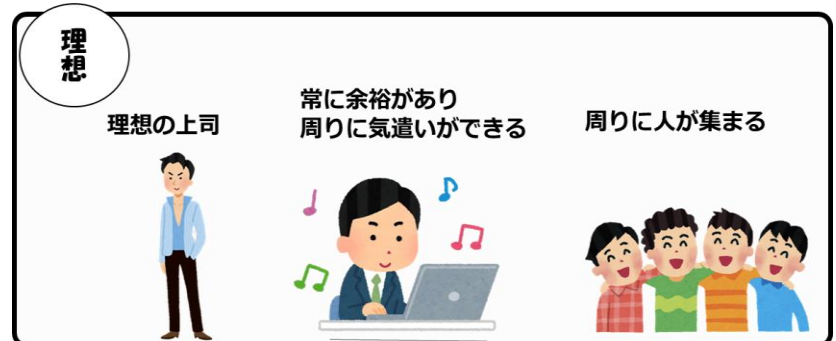 理想
理想の上司
常に余裕があり
周りに気遣いができる
周りに人が集まる